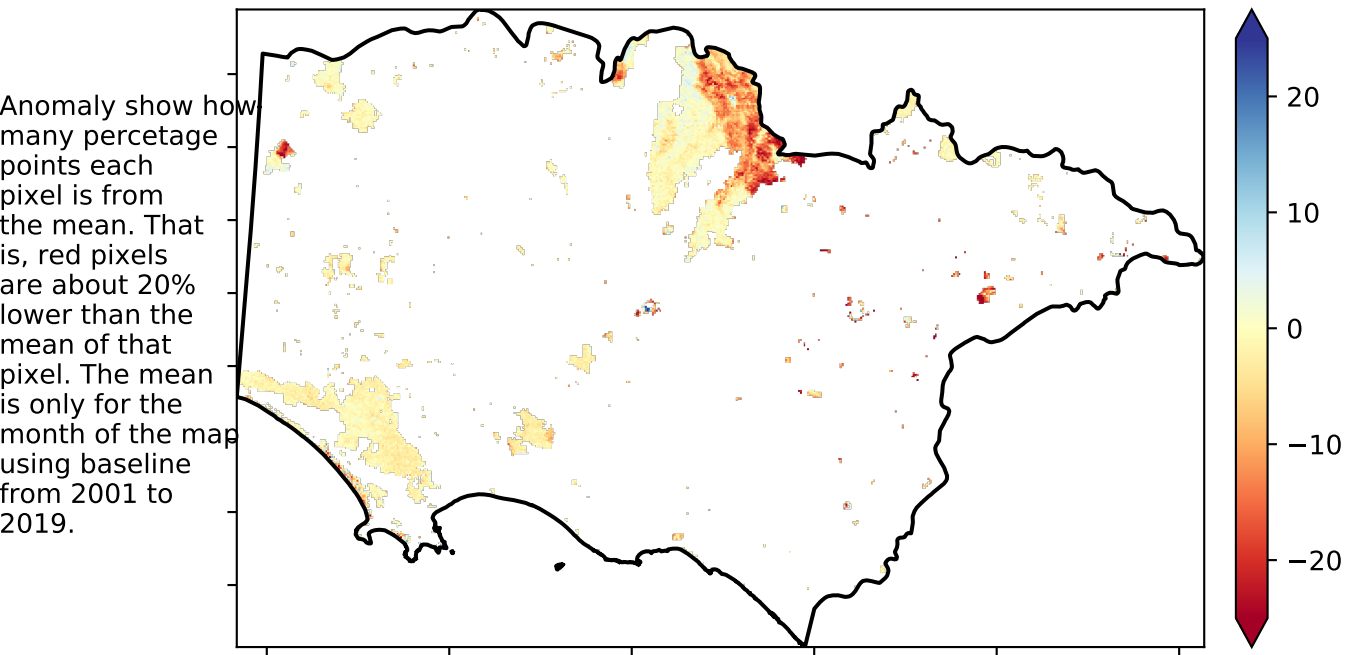 Anomaly show how
many percetage
points each
pixel is from
the mean. That
is, red pixels
are about 20%
lower than the
mean of that
pixel. The mean
is only for the
month of the map
using baseline
from 2001 to
2019.
20
10
0
−10
−20